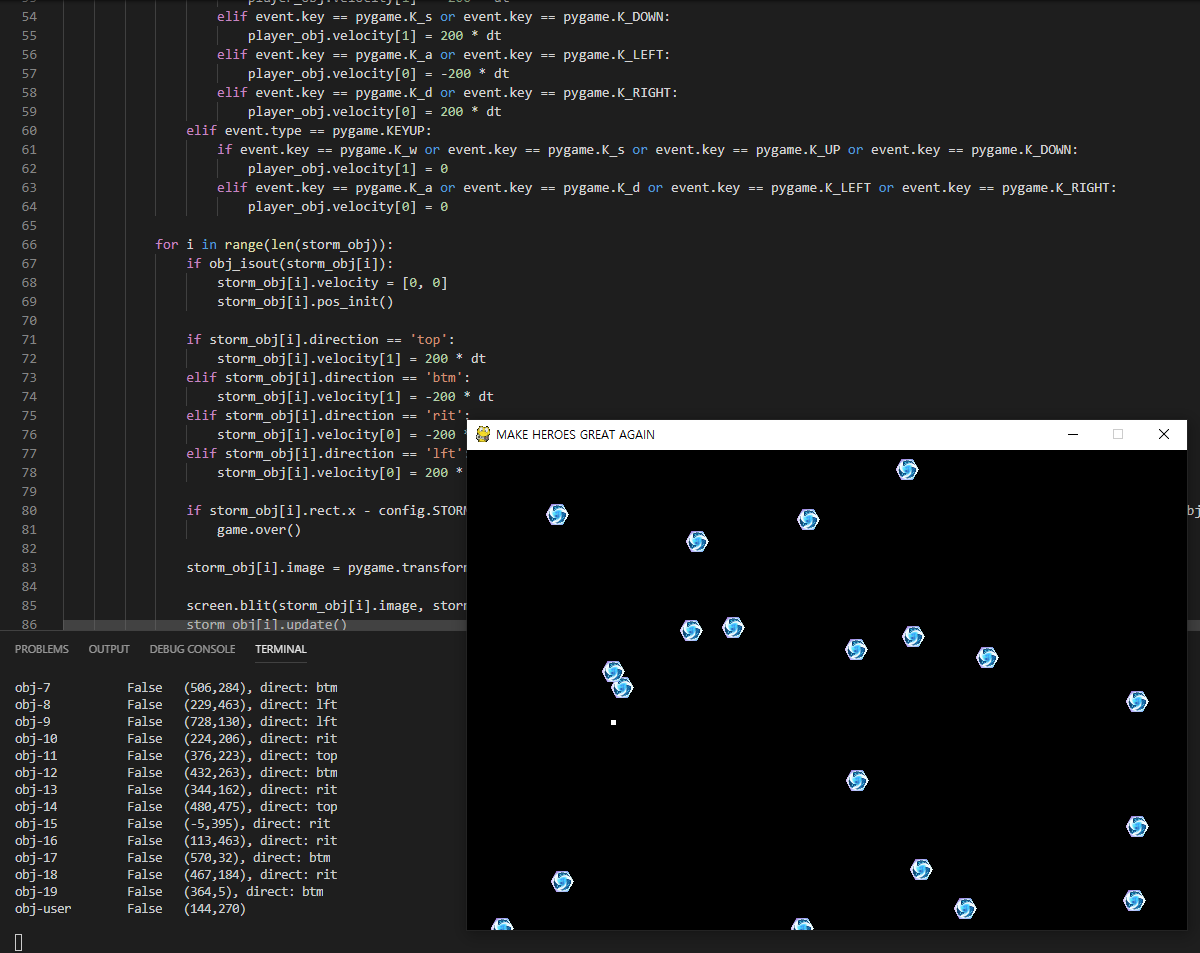 54 elif event.key == pygame.K_s or event.key == pygame.K_DOWN:
55 player_obj.velocity[1] = 200 * dt
56 elif event.key == pygame.K_a or event.key == pygame.K_LEFT:
57 player_obj.velocity[0] = -200 * dt
58 elif event.key == pygame.K_d or event.key == pygame.K_RIGHT:
59 player_obj.velocity[0] = 200 * dt
60 elif event.type == pygame.KEYUP:
61 if event.key == pygame.K_w or event.key == pygame.K_s or event.key == pygame.K_UP or event.key == pygame.K_DOWN:
62 player_obj.velocity[1] = 0
63 elif event.key == pygame.K_a or event.key == pygame.K_d or event.key == pygame.K_LEFT or event.key == pygame.K_RIGHT:
64 player_obj.velocity[0] = 0
65
66 for i in range(len(storm_obj)):
67 if obj_isout(storm_obj[i]):
68 storm_obj[i].velocity = [0, 0]
69 storm_obj[i].pos_init()
70
71 if storm_obj[i].direction == 'top':
72 storm_obj[i].velocity[1] = 200 * dt
73 elif storm_obj[i].direction == 'btm':
74 storm_obj[i].velocity[1] = -200 * dt
75 elif storm_obj[i].direction == 'rit':
76 storm_obj[i].velocity[0] = -200
77 elif storm_obj[i].direction == 'lft'
78 storm_obj[i].velocity[0] = 200 *
79
80 if storm_obj[i].rect.x - config.STORM
81 game.over()
82
83 storm_obj[i].image = pygame.transform
84
85 screen.blit(storm_obj[i].image, storm
86 storm_obj[i].update()
MAKE HEROES GREAT AGAIN
PROBLEMS OUTPUT DEBUG CONSOLE TERMINAL
obj-7 False (506,284), direct: btm
obj-8 False (229,463), direct: lft
obj-9 False (728,130), direct: lft
obj-10 False (224,206), direct: rit
obj-11 False (376,223), direct: top
obj-12 False (432,263), direct: btm
obj-13 False (344,162), direct: rit
obj-14 False (480,475), direct: top
obj-15 False (-5,395), direct: rit
obj-16 False (113,463), direct: rit
obj-17 False (570,32), direct: btm
obj-18 False (467,184), direct: rit
obj-19 False (364,5), direct: btm
obj-user False (144,270)